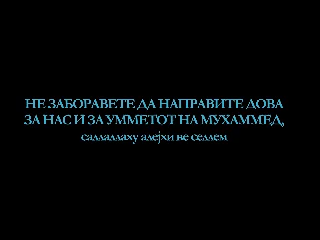 НЕ ЗАБОРАВЕТЕ ДА НАПРАВИТЕ ДОВА
ЗА НАС И ЗА УММЕТОТ НА МУХАММЕД,
саллаллаху алејхи ве селлем